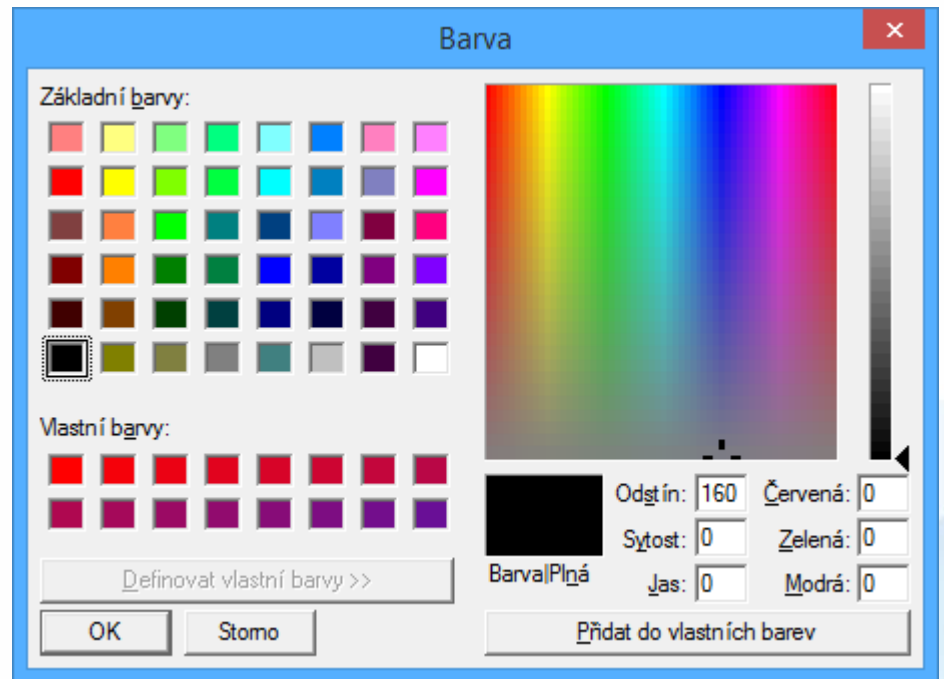 Barva
Základní barvy:
Vlastní barvy:
Definovat vlastní barvy >>
OK
Storno
Odstín: 160
Červená: 0
Sytost: 0
Zelená: 0
Barva|Plná
Jas: 0
Modrá: 0
Přidat do vlastních barev